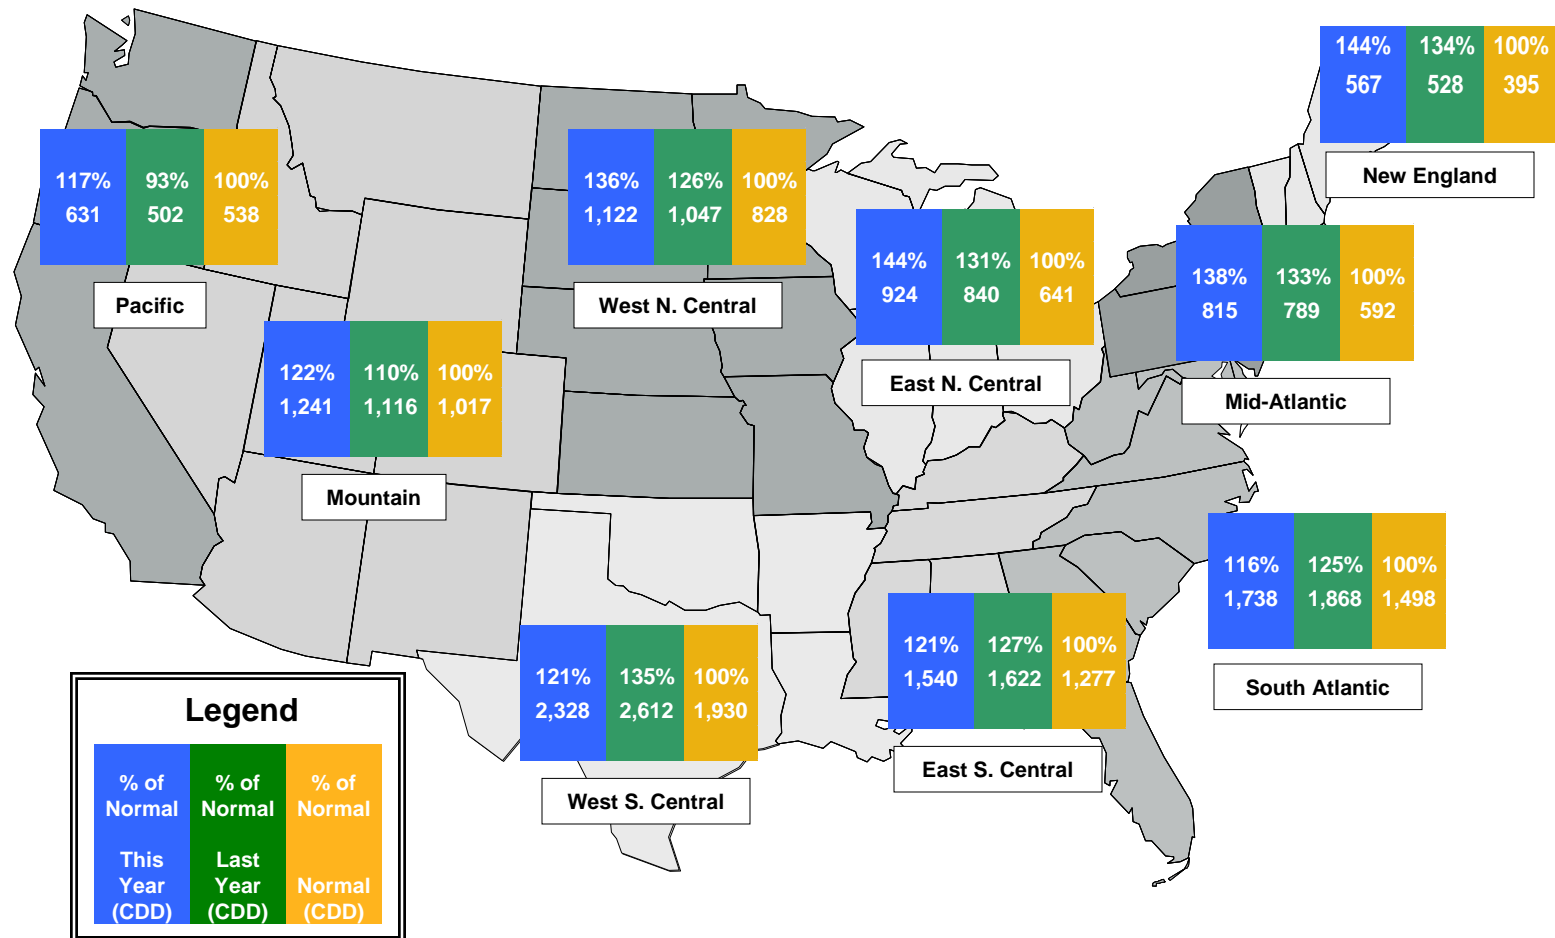 144% 134% 100%
567 528 395
New England
117% 93% 100%
631 502 538
Pacific
136% 126% 100%
1,122 1,047 828
West N. Central
144% 131% 100%
924 840 641
East N. Central
138% 133% 100%
815 789 592
Mid-Atlantic
122% 110% 100%
1,241 1,116 1,017
Mountain
116% 125% 100%
1,738 1,868 1,498
South Atlantic
121% 127% 100%
1,540 1,622 1,277
East S. Central
121% 135% 100%
2,328 2,612 1,930
West S. Central
Legend
% of % of % of
Normal Normal Normal
This Last
Year Year Normal
(CDD) (CDD) (CDD)